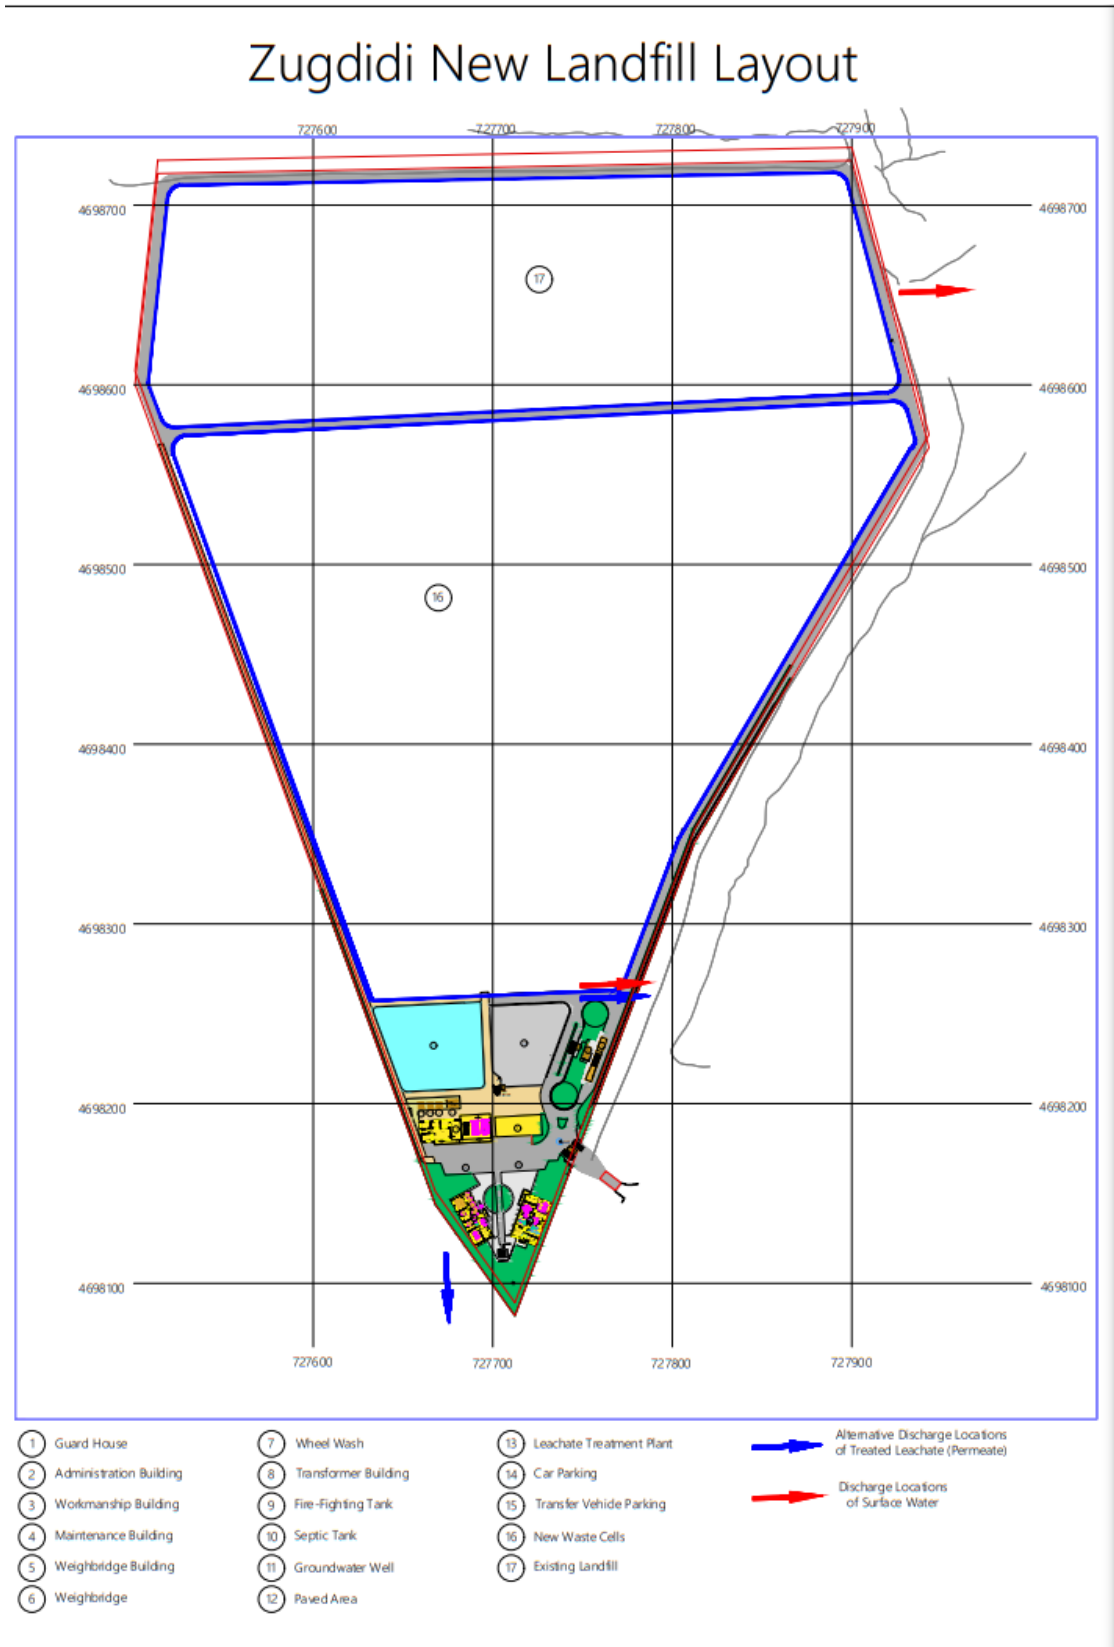 Zugdidi New Landfill Layout
727600 727700 727800 727900
4698700 4698700
17
4698600 4698600
4698500 4698500
16
4698400 4698400
4698300 4698300
4698200 4698200
4698100 4698100
727600 727700 727800 727900
1 Guard House
2 Administration Building
3 Workmanship Building
4 Maintenance Building
5 Weighbridge Building
6 Weighbridge
7 Wheel Wash
8 Transformer Building
9 Fire-Fighting Tank
10 Septic Tank
11 Groundwater Well
12 Paved Area
13 Leachate Treatment Plant
14 Car Parking
15 Transfer Vehicle Parking
16 New Waste Cells
17 Existing Landfill
Alternative Discharge Locations
of Treated Leachate (Permeate)
Discharge Locations
of Surface Water